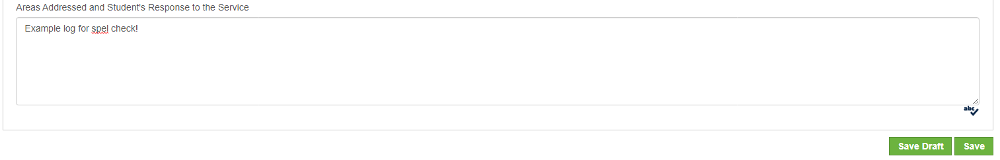 Areas Addressed and Student's Response to the Service
Example log for spel check!
abc
Save Draft Save